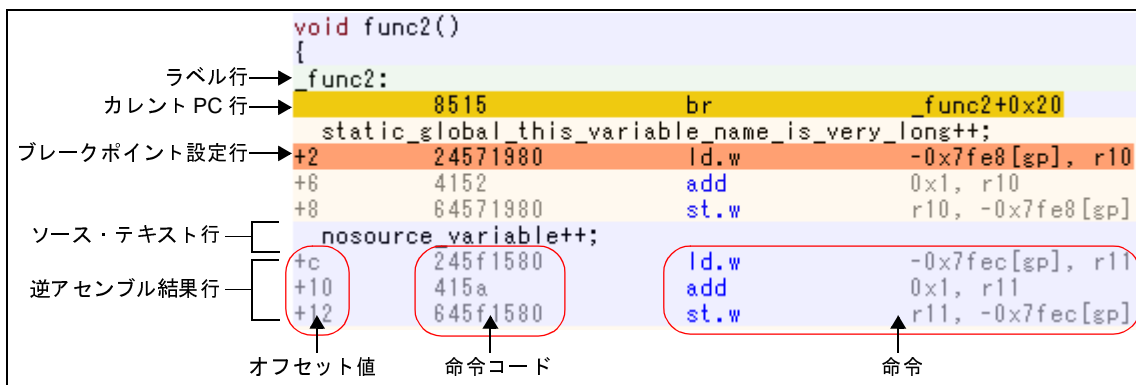 void func2()
{
ラベル行 _func2:
カレント PC 行 8515 br _func2+0x20
static_global_this_variable_name_is_very_long++;
ブレークポイント設定行 +2 24571980 ld.w -0x7fe8[gp], r10
+6 4152 add 0x1, r10
+8 64571980 st.w r10, -0x7fe8[gp]
ソース・テキスト行 nosource_variable++;
+c 245f1580 ld.w -0x7fec[gp], r11
逆アセンブル結果行 +10 415a add 0x1, r11
+12 645f1580 st.w r11, -0x7fec[gp]
オフセット値 命令コード 命令